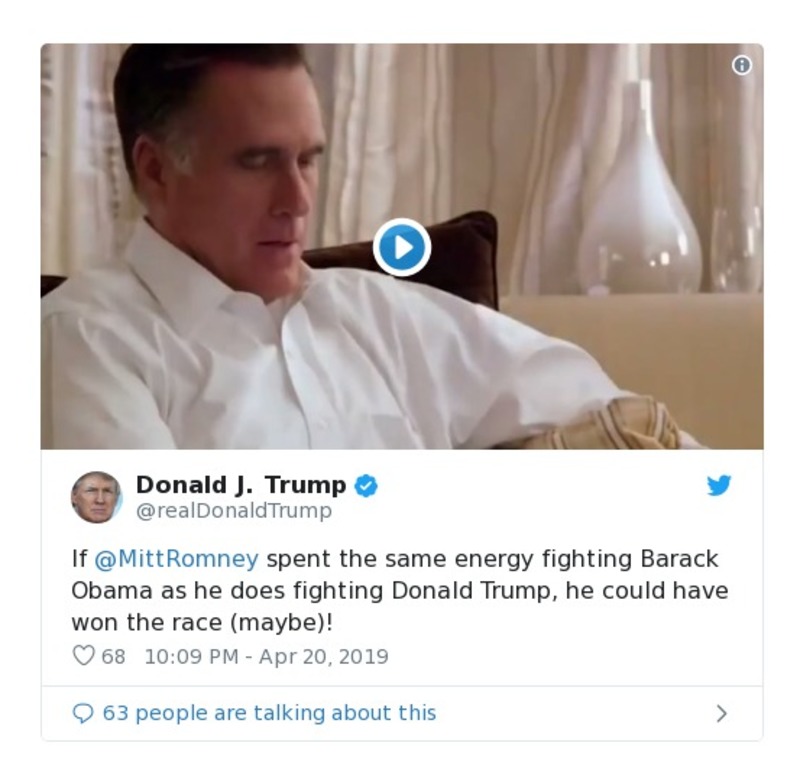 Donald J. Trump
@realDonaldTrump
If @MittRomney spent the same energy fighting Barack
Obama as he does fighting Donald Trump, he could have
won the race (maybe)!
68 10:09 PM - Apr 20, 2019
63 people are talking about this